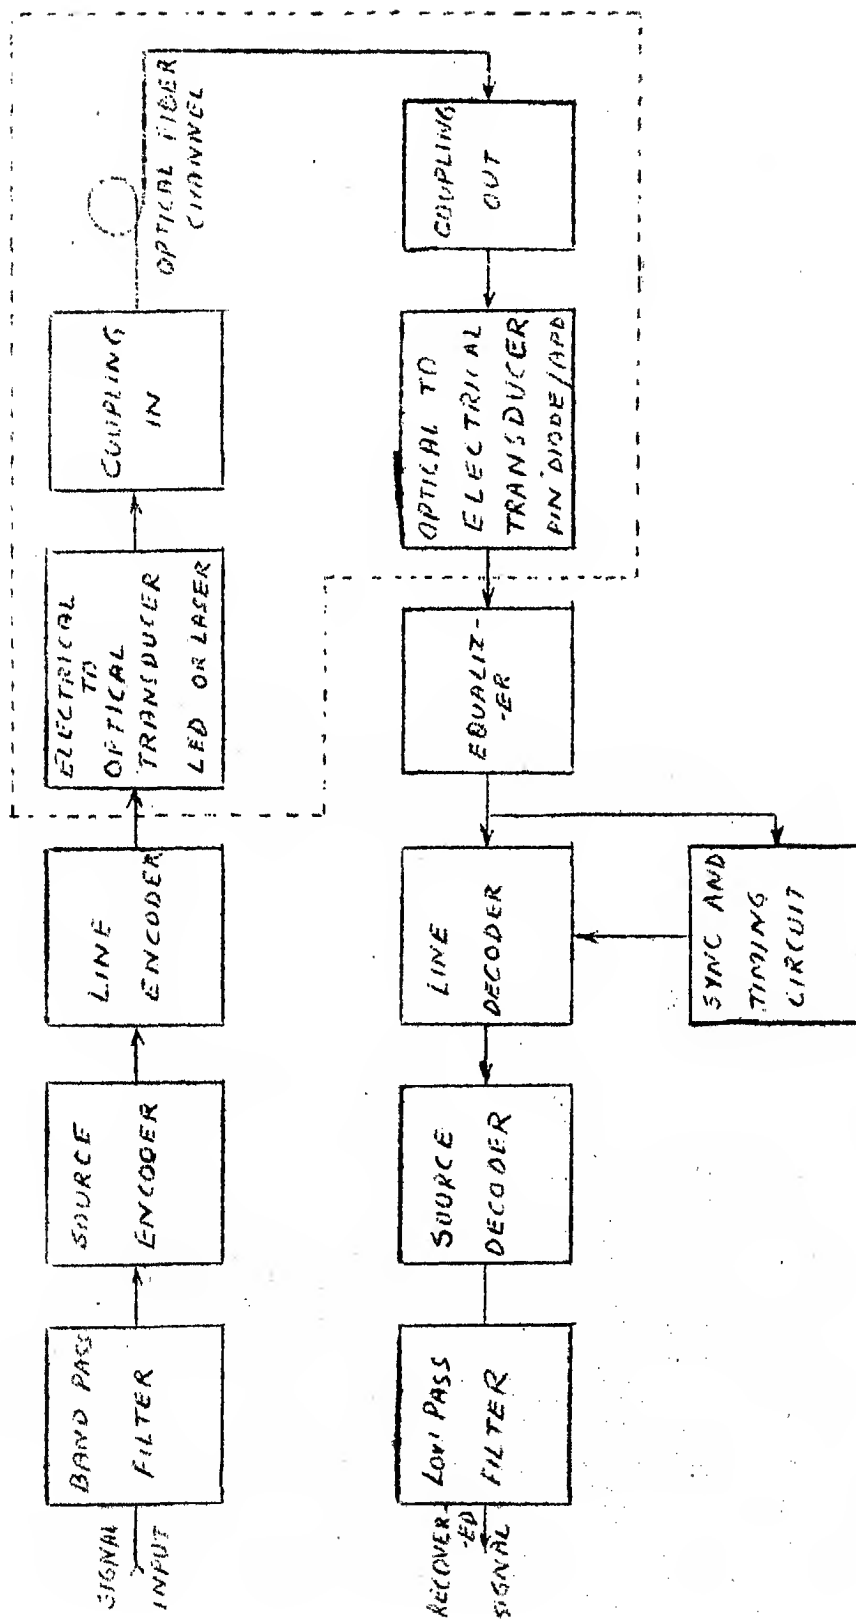 SIGNAL
INPUT
BAND PASS
FILTER
SOURCE
ENCODER
LINE
ENCODER
ELECTRICAL
TO
OPTICAL
TRANSDUCER
LED OR LASER
COUPLING
IN
OPTICAL FIBER
CHANNEL
COUPLING
OUT
OPTICAL TO
ELECTRICAL
TRANSDUCER
PIN DIODE/APD
EQUALIZ-
-ER
SYNC AND
TIMING
CIRCUIT
LINE
DECODER
SOURCE
DECODER
LOW PASS
FILTER
RECOVER-
-ED
SIGNAL